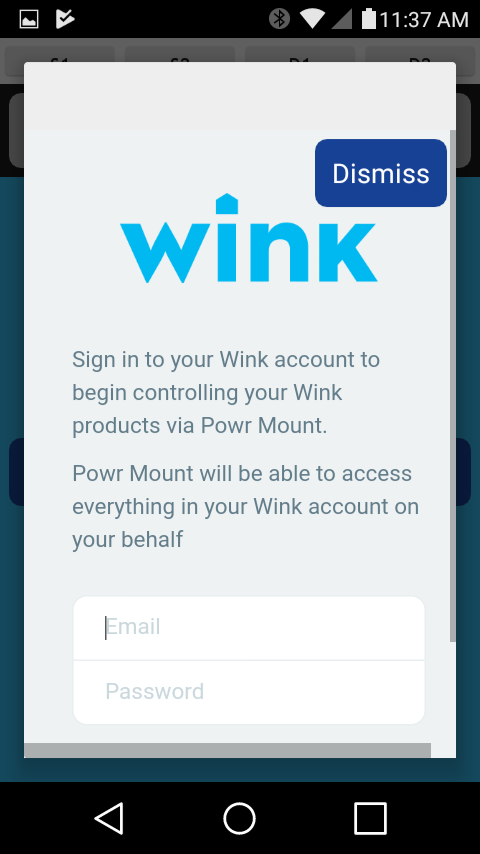 11:37 AM
Dismiss
wink
Sign in to your Wink account to
begin controlling your Wink
products via Powr Mount.
Powr Mount will be able to access
everything in your Wink account on
your behalf
Email
Password